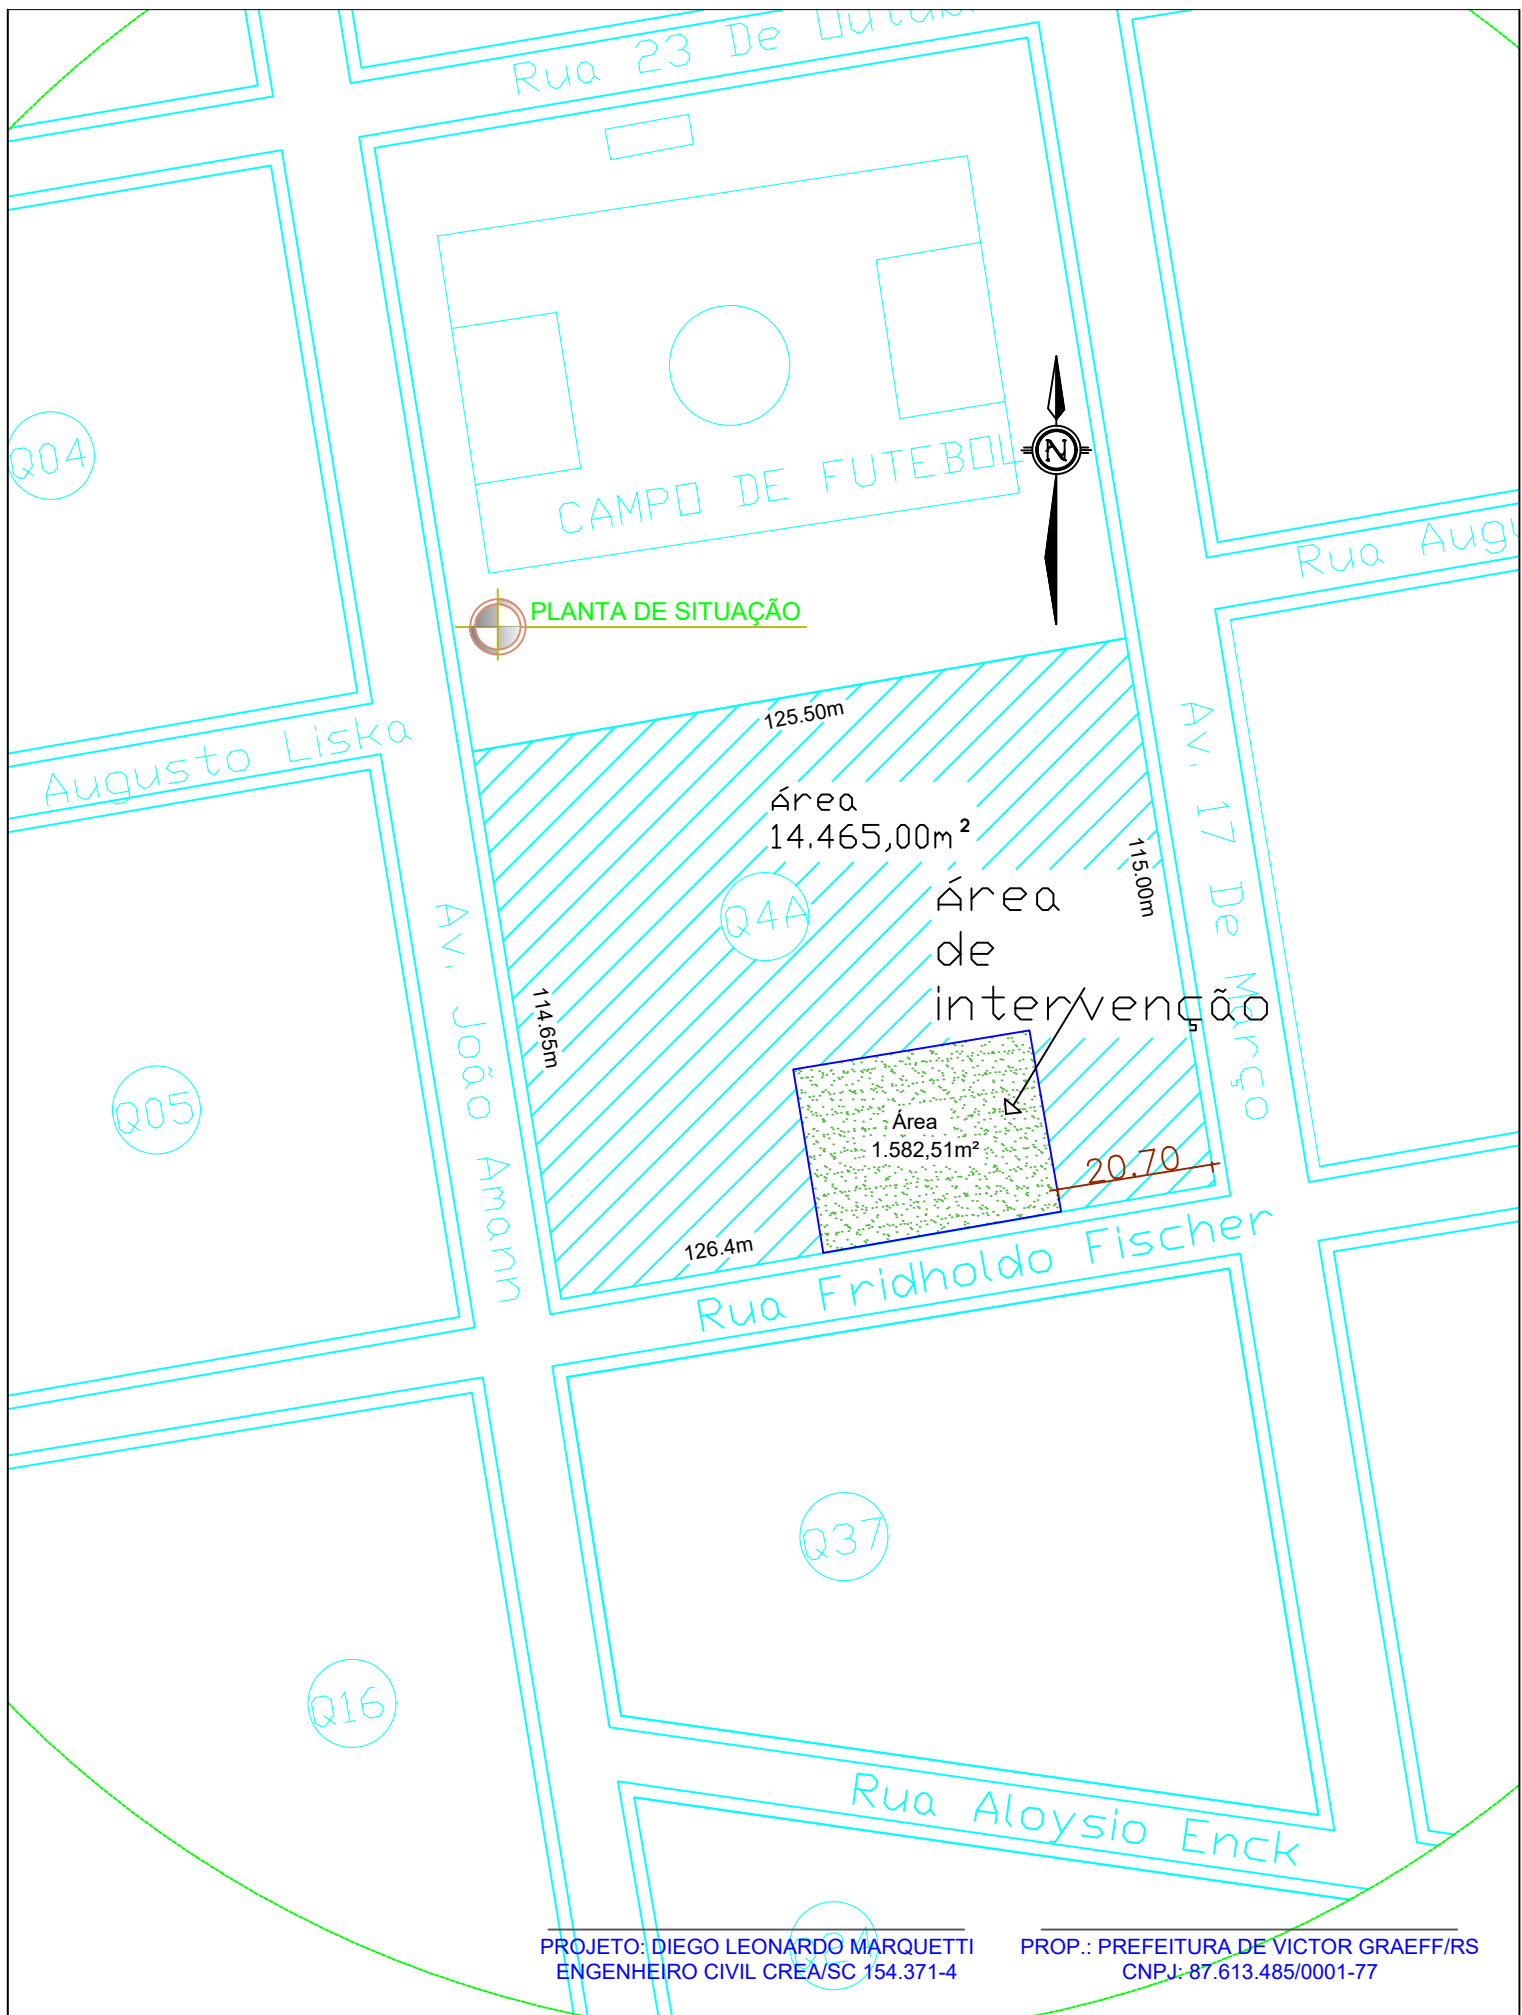 Rua 23 De
CAMPO DE FUTEBOL
N
Q04
Rua
PLANTA DE SITUAÇÃO
Augusto Liska
125.50m
Área
14.465,00m²
Av. 17 De Março
115.00m
Q4A
Área
de
intervenção
Av. João Amann
114.65m
Q05
Área
1.582,51m²
20.70
126.4m
Rua Fridholdo Fischer
Q37
Q16
Rua Aloysio Enck
PROJETO: DIEGO LEONARDO MARQUETTI
ENGENHEIRO CIVIL CREA/SC 154.371-4
PROP.: PREFEITURA DE VICTOR GRAEFF/RS
CNPJ: 87.613.485/0001-77